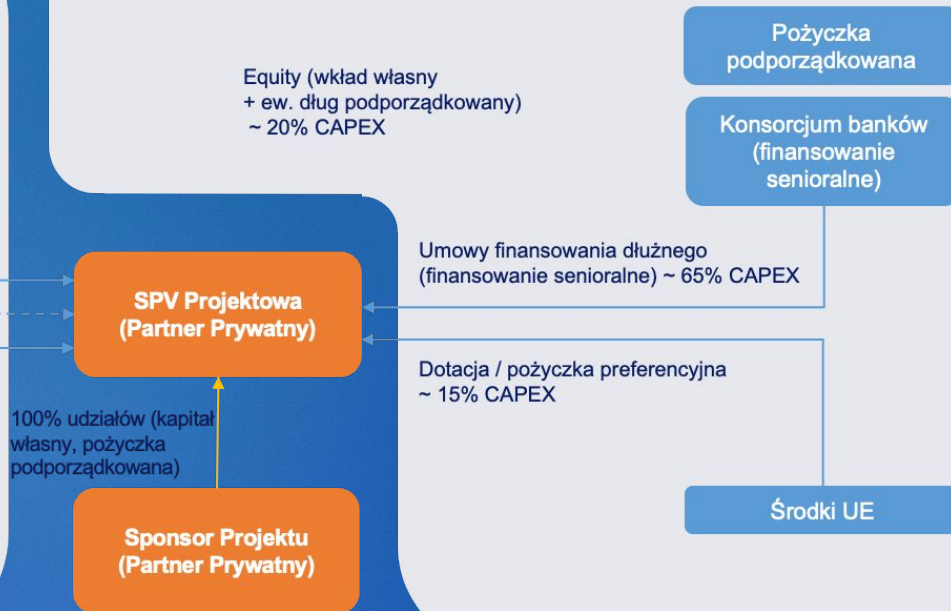 Pożyczka
podporządkowana
Equity (wkład własny
+ ew. dług podporządkowany)
~ 20% CAPEX
Konsorcjum banków
(finansowanie
senioralne)
Umowy finansowania dłużnego
(finansowanie senioralne) ~ 65% CAPEX
SPV Projektowa
(Partner Prywatny)
Dotacja / pożyczka preferencyjna
~ 15% CAPEX
100% udziałów (kapitał
własny, pożyczka
podporządkowana)
Środki UE
Sponsor Projektu
(Partner Prywatny)